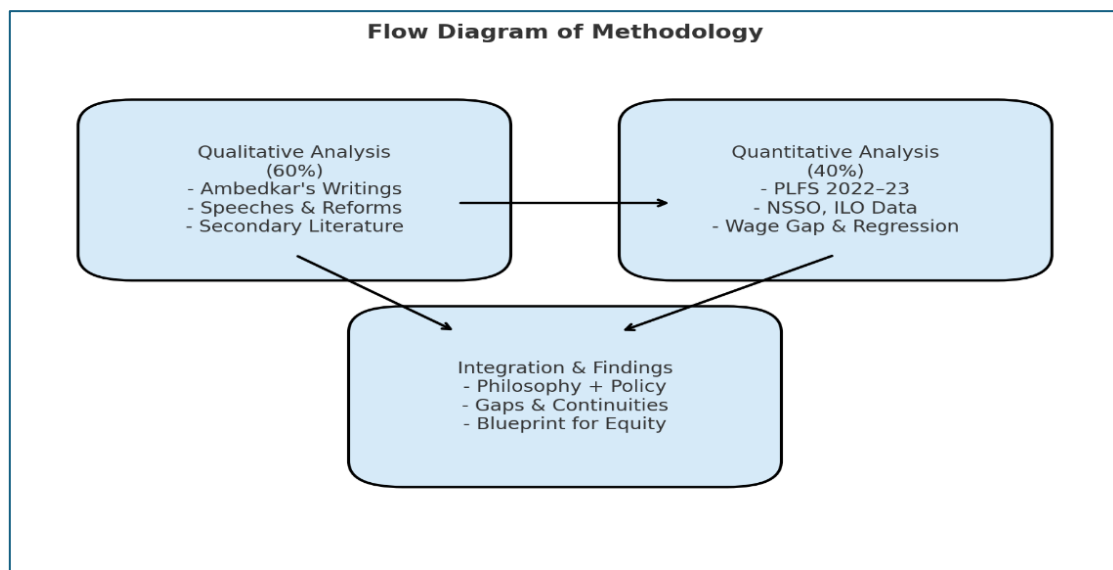 Flow Diagram of Methodology
Qualitative Analysis
(60%)
- Ambedkar's Writings
- Speeches & Reforms
- Secondary Literature
Quantitative Analysis
(40%)
- PLFS 2022–23
- NSSO, ILO Data
- Wage Gap & Regression
Integration & Findings
- Philosophy + Policy
- Gaps & Continuities
- Blueprint for Equity